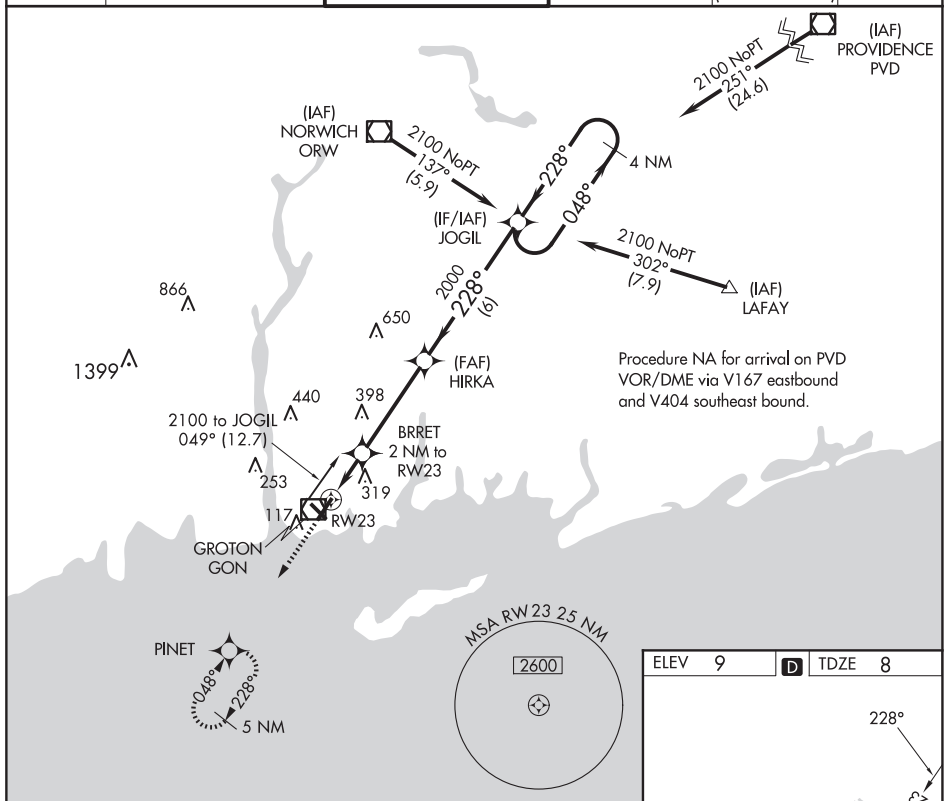 (IAF)
PROVIDENCE
PVD
2100 NoPT
251°
(24.6)
(IAF)
NORWICH
ORW
2100 NoPT
137°
(5.9)
228°
048°
4 NM
(IF/IAF)
JOGIL
2100 NoPT
302°
(7.9)
(IAF)
LAFAY
2000
228°
(6)
866
650
1399
(FAF)
HIRKA
Procedure NA for arrival on PVD
VOR/DME via V167 eastbound
and V404 southeast bound.
440
398
2100 to JOGIL
049° (12.7)
BRRET
2 NM to
RW23
253
319
117
RW23
GROTON
GON
PINET
048°
228°
5 NM
MSA RW23 25 NM
2600
ELEV 9 D TDZE 8
228°